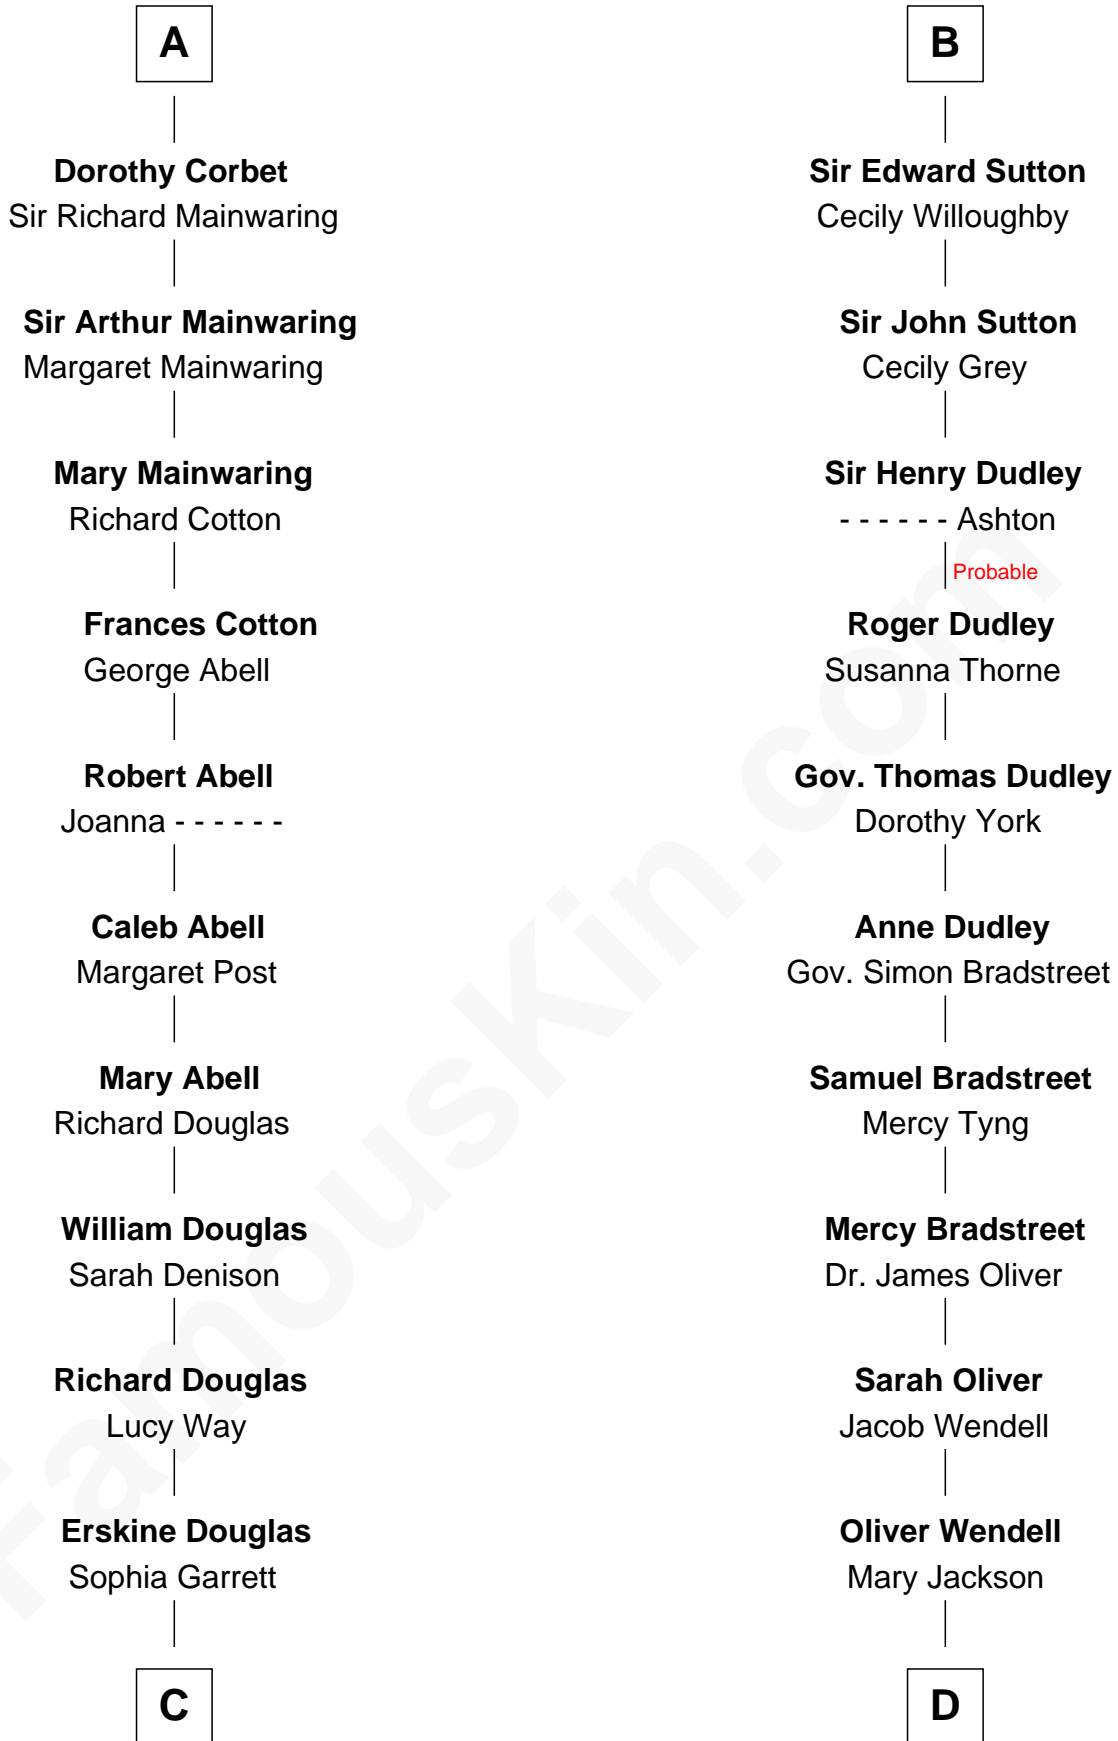 A
Dorothy Corbet
Sir Richard Mainwaring
Sir Arthur Mainwaring
Margaret Mainwaring
Mary Mainwaring
Richard Cotton
Frances Cotton
George Abell
Robert Abell
Joanna - - - - - -
Caleb Abell
Margaret Post
Mary Abell
Richard Douglas
William Douglas
Sarah Denison
Richard Douglas
Lucy Way
Erskine Douglas
Sophia Garrett
C
B
Sir Edward Sutton
Cecily Willoughby
Sir John Sutton
Cecily Grey
Sir Henry Dudley
- - - - - - Ashton
Probable
Roger Dudley
Susanna Thorne
Gov. Thomas Dudley
Dorothy York
Anne Dudley
Gov. Simon Bradstreet
Samuel Bradstreet
Mercy Tyng
Mercy Bradstreet
Dr. James Oliver
Sarah Oliver
Jacob Wendell
Oliver Wendell
Mary Jackson
D
FamousKin.com